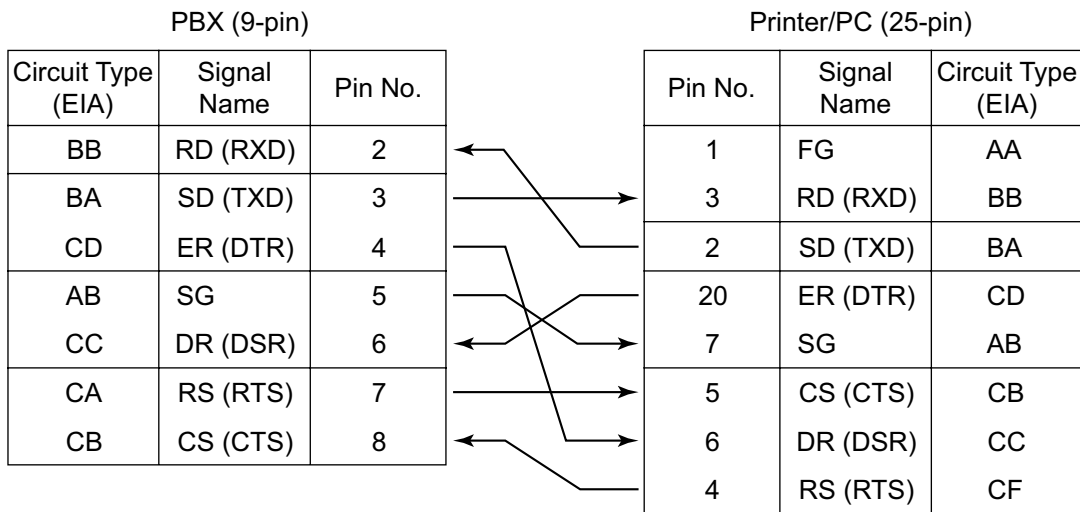 PBX (9-pin)
Printer/PC (25-pin)
Circuit Type (EIA) Signal Name Pin No.
BB RD (RXD) 2
BA SD (TXD) 3
CD ER (DTR) 4
AB SG 5
CC DR (DSR) 6
CA RS (RTS) 7
CB CS (CTS) 8
Pin No. Signal Name Circuit Type (EIA)
1 FG AA
3 RD (RXD) BB
2 SD (TXD) BA
20 ER (DTR) CD
7 SG AB
5 CS (CTS) CB
6 DR (DSR) CC
4 RS (RTS) CF